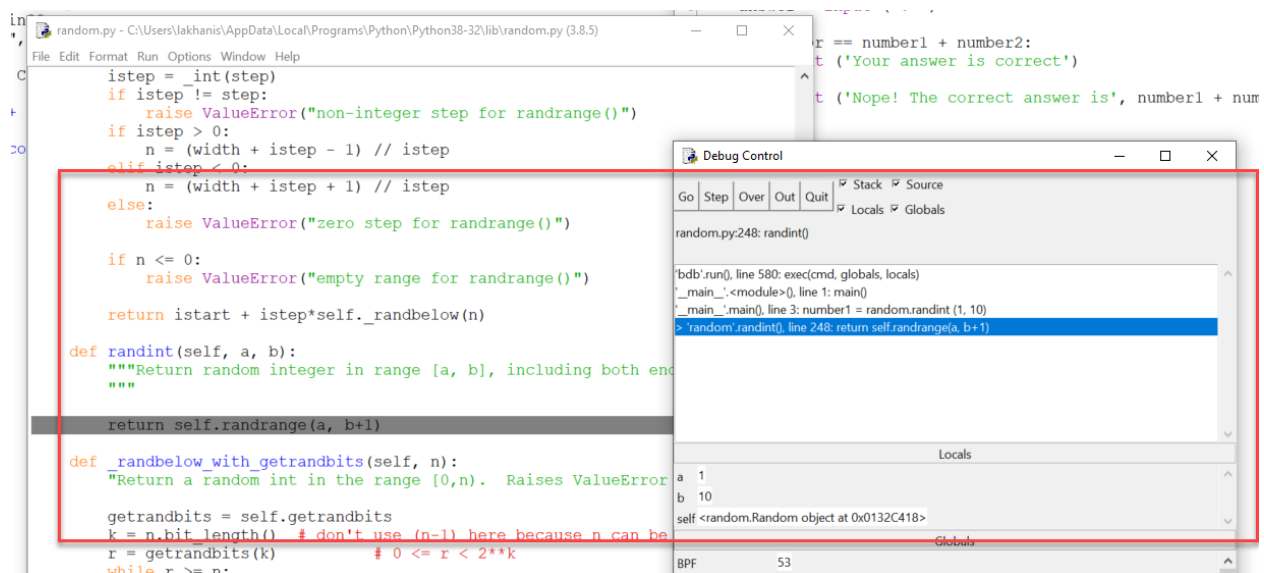 random.py - C:\Users\lakhanis\AppData\Local\Programs\Python\Python38-32\lib\random.py (3.8.5)
File Edit Format Run Options Window Help
istep = _int(step)
if istep != step:
raise ValueError("non-integer step for randrange()")
if istep > 0:
n = (width + istep - 1) // istep
elif istep < 0:
n = (width + istep + 1) // istep
else:
raise ValueError("zero step for randrange()")
if n <= 0:
raise ValueError("empty range for randrange()")
return istart + istep*self._randbelow(n)
def randint(self, a, b):
"""Return random integer in range [a, b], including both end
"""
return self.randrange(a, b+1)
def _randbelow_with_getrandbits(self, n):
"Return a random int in the range [0,n).  Raises ValueError
getrandbits = self.getrandbits
k = n.bit_length()  # don't use (n-1) here because n can be
r = getrandbits(k)          # 0 <= r < 2**k
while r >= n:
r == number1 + number2:
t ('Your answer is correct')
t ('Nope! The correct answer is', number1 + num
Debug Control
Go Step Over Out Quit Stack Source
Locals Globals
random.py:248: randint()
'bdb'.run(), line 580: exec(cmd, globals, locals)
'__main__'.<module>(), line 1: main()
'__main__'.main(), line 3: number1 = random.randint (1, 10)
> 'random'.randint(), line 248: return self.randrange(a, b+1)
Locals
a 1
b 10
self <random.Random object at 0x0132C418>
Globals
BPF 53